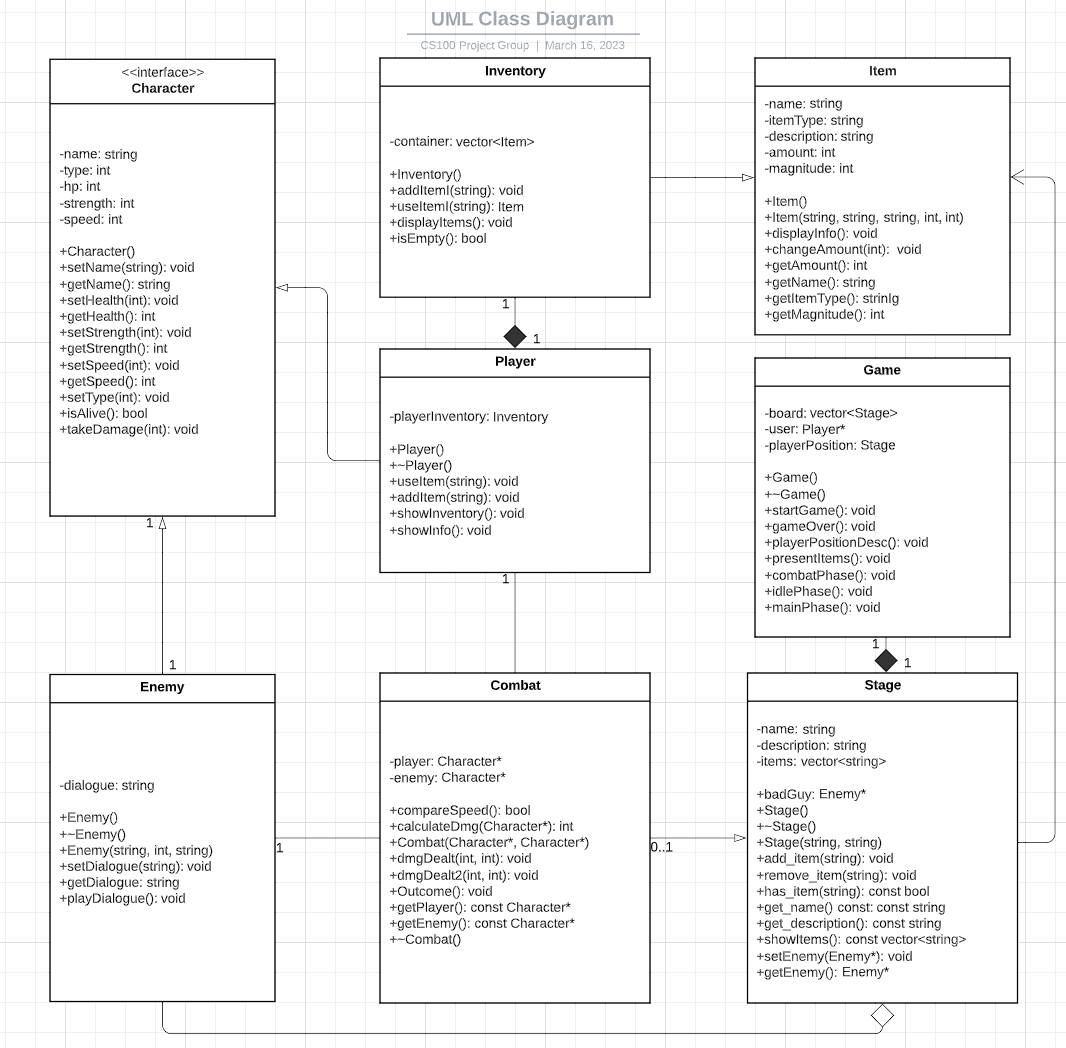 UML Class Diagram
CS100 Project Group | March 16, 2023
<<interface>>
Character
-name: string
-type: int
-hp: int
-strength: int
-speed: int
+Character()
+setName(string): void
+getName(): string
+setHealth(int): void
+getHealth(): int
+setStrength(int): void
+getStrength(): int
+setSpeed(int): void
+getSpeed(): int
+setType(int): void
+isAlive(): bool
+takeDamage(int): void
Inventory
-container: vector<Item>
+Inventory()
+addItemI(string): void
+useItemI(string): Item
+displayItems(): void
+isEmpty(): bool
Item
-name: string
-itemType: string
-description: string
-amount: int
-magnitude: int
+Item()
+Item(string, string, string, int, int)
+displayInfo(): void
+changeAmount(int): void
+getAmount(): int
+getName(): string
+getItemType(): strinIg
+getMagnitude(): int
1
1
Player
-playerInventory: Inventory
+Player()
+~Player()
+useItem(string): void
+addItem(string): void
+showInventory(): void
+showInfo(): void
Game
-board: vector<Stage>
-user: Player*
-playerPosition: Stage
+Game()
+~Game()
+startGame(): void
+gameOver(): void
+playerPositionDesc(): void
+presentItems(): void
+combatPhase(): void
+idlePhase(): void
+mainPhase(): void
1
1
1
1
1
Enemy
-dialogue: string
+Enemy()
+~Enemy()
+Enemy(string, int, string)
+setDialogue(string): void
+getDialogue: string
+playDialogue(): void
1
Combat
-player: Character*
-enemy: Character*
+compareSpeed(): bool
+calculateDmg(Character*): int
+Combat(Character*, Character*)
+dmgDealt(int, int): void
+dmgDealt2(int, int): void
+Outcome(): void
+getPlayer(): const Character*
+getEnemy(): const Character*
+~Combat()
0..1
Stage
-name: string
-description: string
-items: vector<string>
+badGuy: Enemy*
+Stage()
+~Stage()
+Stage(string, string)
+add_item(string): void
+remove_item(string): void
+has_item(string): const bool
+get_name() const: const string
+get_description(): const string
+showItems(): const vector<string>
+setEnemy(Enemy*): void
+getEnemy(): Enemy*